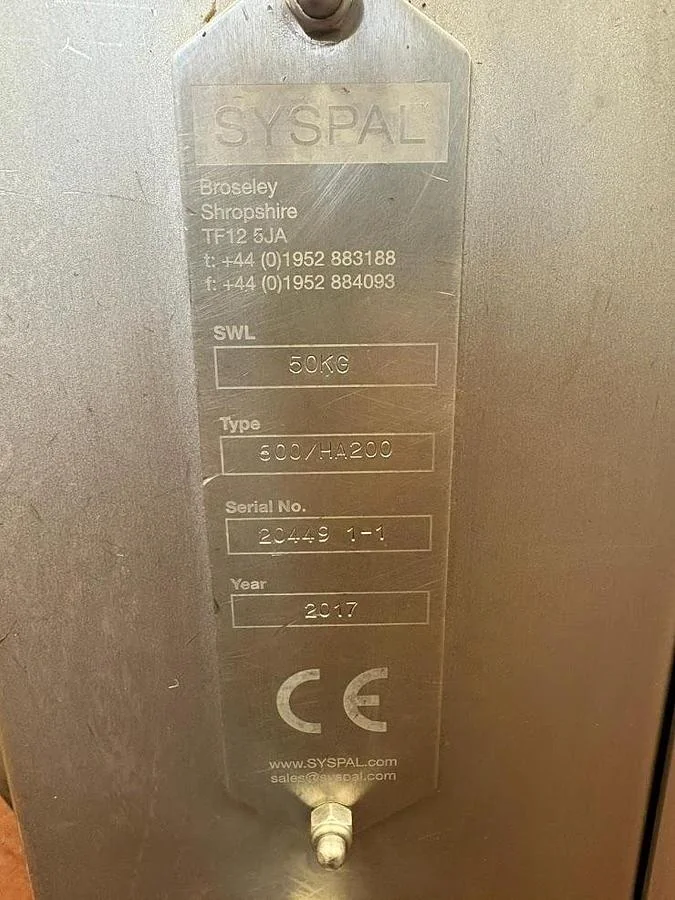 SYSPAL™
Broseley
Shropshire
TF12 5JA
t: +44 (0)1952 883188
f: +44 (0)1952 884093
SWL
50KG
Type
600/HA200
Serial No.
20449 1-1
Year
2017
CE
www.SYSPAL.com
sales@syspal.com